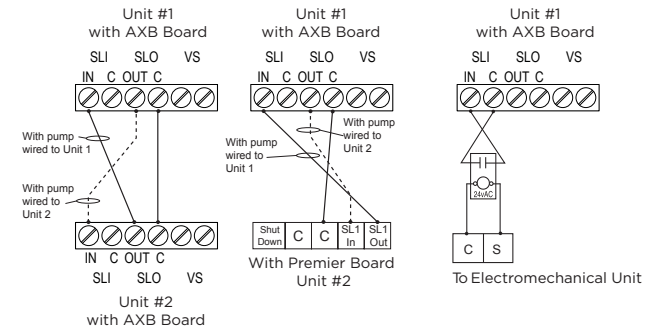 Unit #1
with AXB Board
SLI SLO VS
IN C OUT C
With pump
wired to Unit 1
With pump
wired to
Unit 2
IN C OUT C
SLI SLO VS
Unit #2
with AXB Board
Unit #1
with AXB Board
SLI SLO VS
IN C OUT C
With pump
wired to
Unit 2
With pump
wired to
Unit 1
Shut
Down
C
C
SL1
In
SL1
Out
With Premier Board
Unit #2
Unit #1
with AXB Board
SLI SLO VS
IN C OUT C
24vAC
C S
To Electromechanical Unit